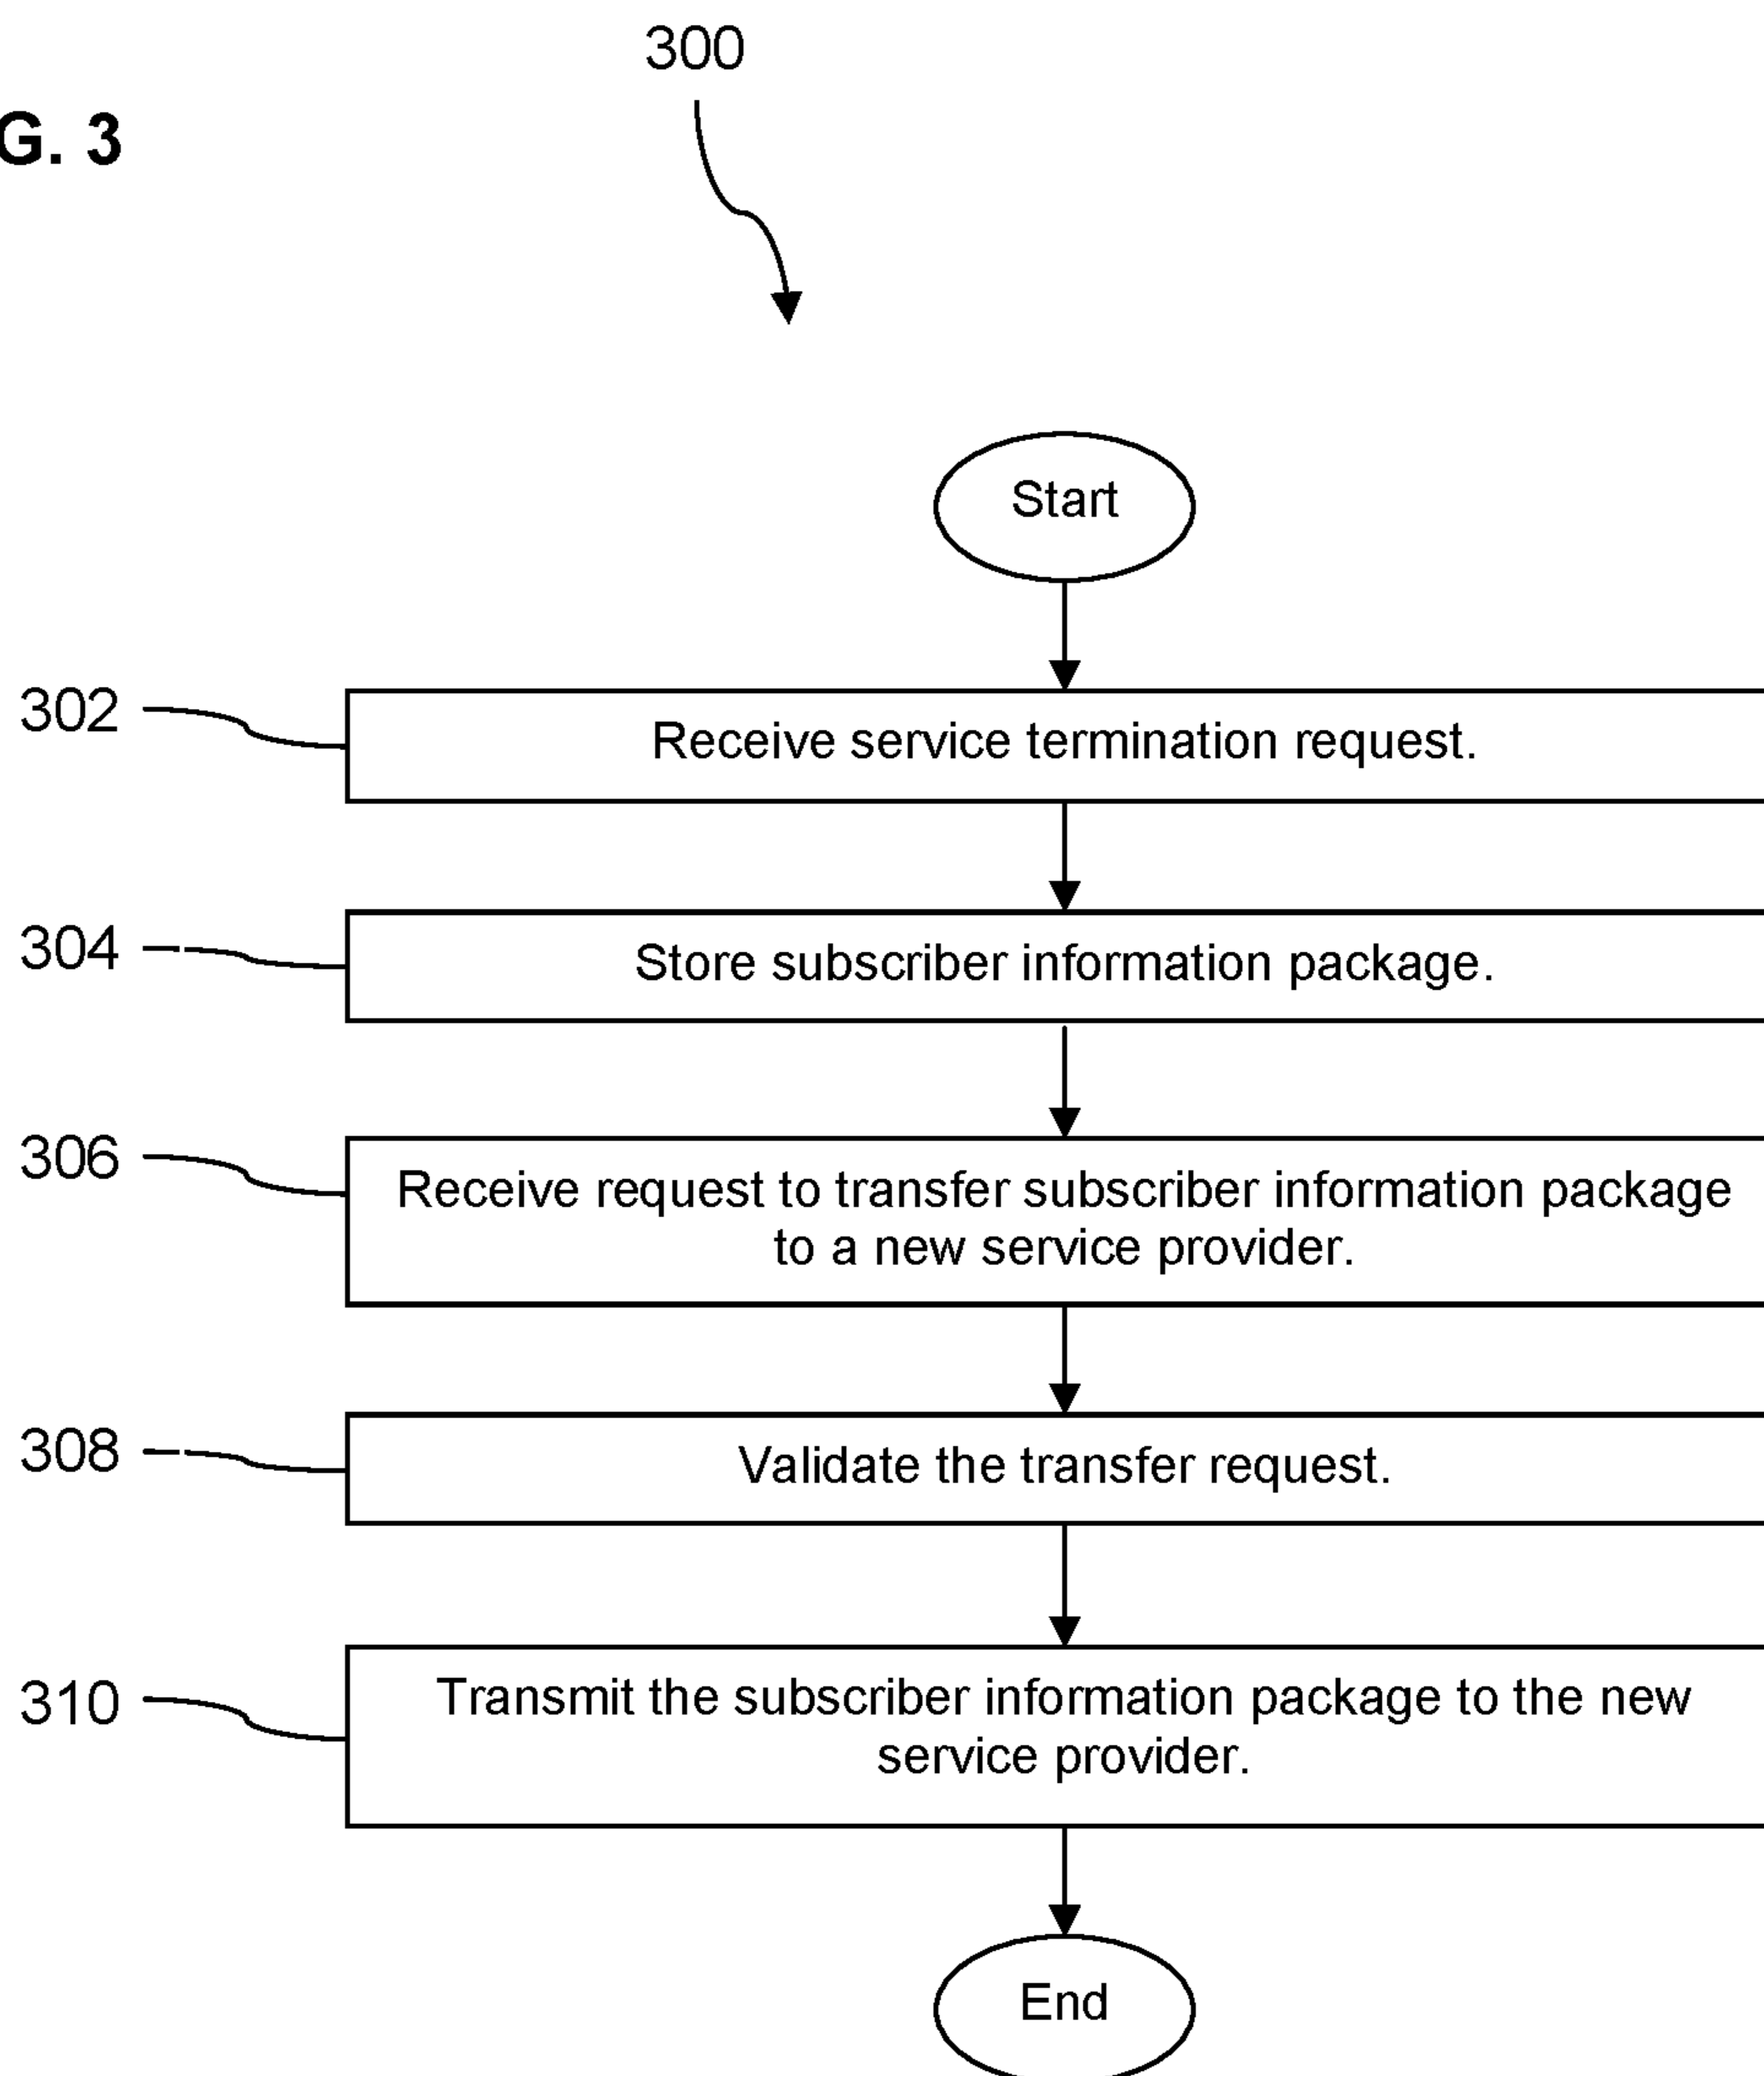 300
G. 3
Start
302
Receive service termination request.
304
Store subscriber information package.
306
Receive request to transfer subscriber information package
to a new service provider.
308
Validate the transfer request.
310
Transmit the subscriber information package to the new
service provider.
End